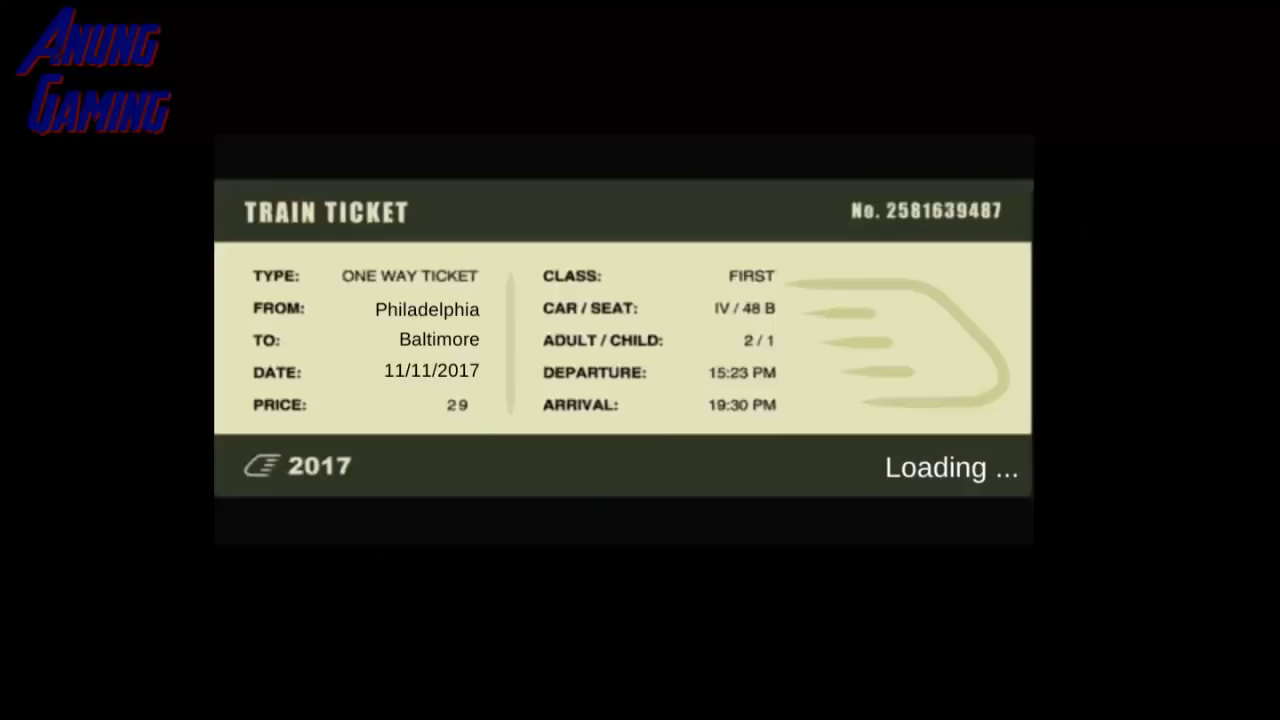 ANUNG
GAMING
TRAIN TICKET
No. 2581639487
TYPE: ONE WAY TICKET
FROM: Philadelphia
TO: Baltimore
DATE: 11/11/2017
PRICE: 29
CLASS: FIRST
CAR / SEAT: IV / 48 B
ADULT / CHILD: 2 / 1
DEPARTURE: 15:23 PM
ARRIVAL: 19:30 PM
2017
Loading ...